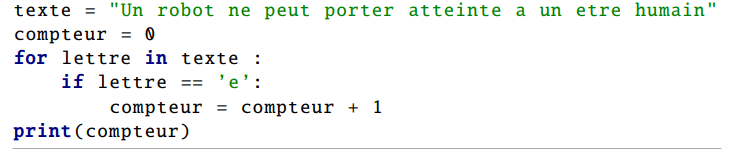 texte = "Un robot ne peut porter atteinte a un etre humain"
compteur = 0
for lettre in texte :
    if lettre == ’e’:
        compteur = compteur + 1
print(compteur)